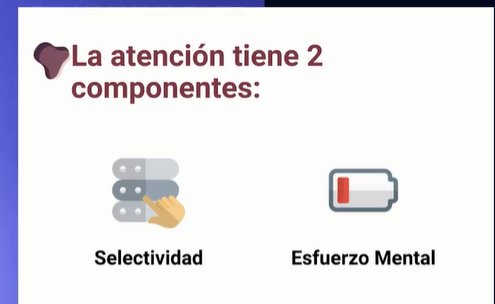 La atención tiene 2
componentes:
Selectividad
Esfuerzo Mental